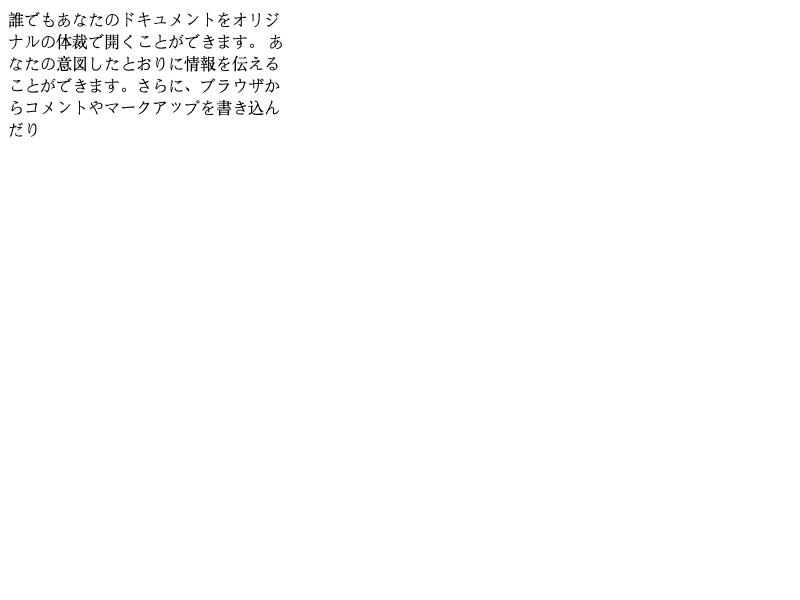 誰でもあなたのドキュメントをオリジ
ナルの体裁で開くことができます。 あ
なたの意図したとおりに情報を伝える
ことができます。さらに、ブラウザか
らコメントやマークアップを書き込ん
だり